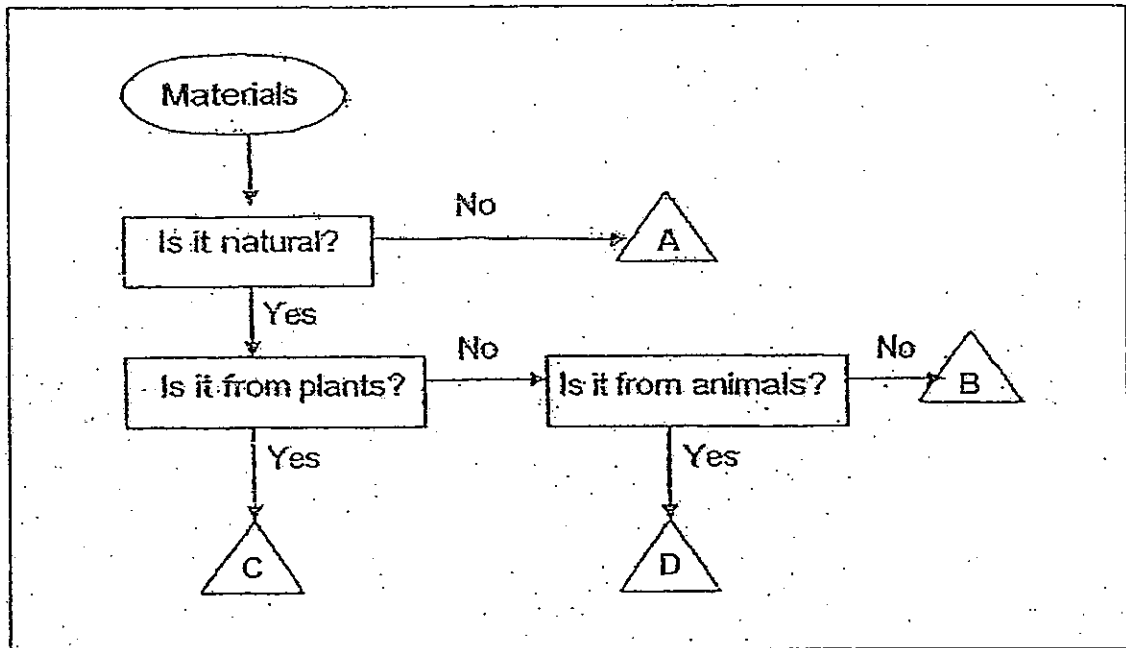 Materials
No
Is it natural?
A
Yes
No
No
Is it from plants?
Is it from animals?
B
Yes
Yes
C
D